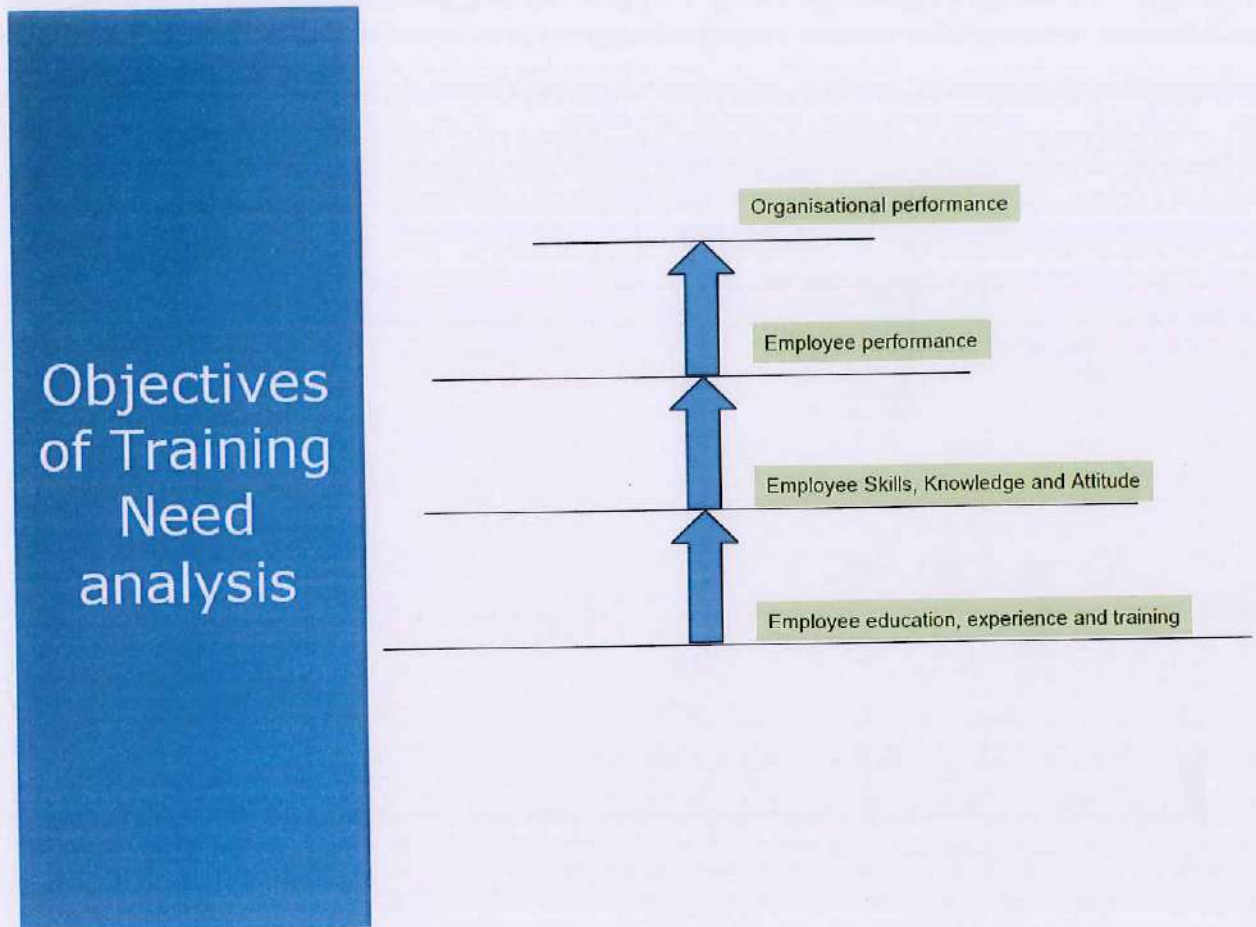 Objectives
of Training
Need
analysis
Organisational performance
Employee performance
Employee Skills, Knowledge and Attitude
Employee education, experience and training